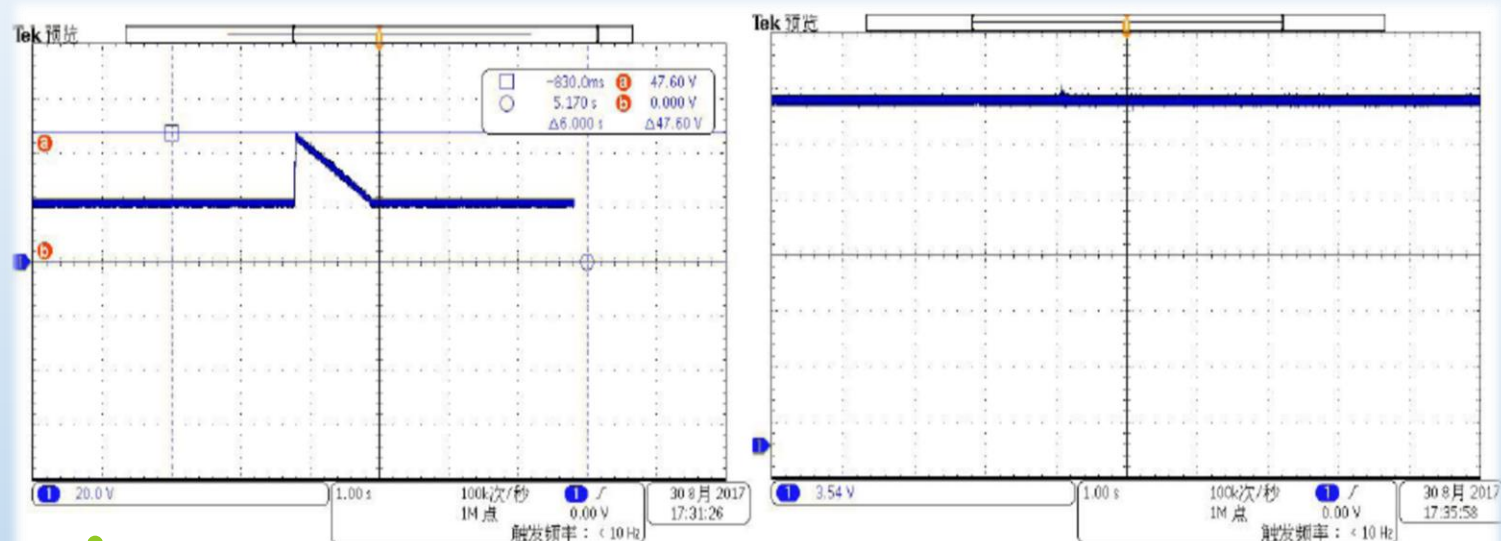 Tek 预览
-830.0ms a 47.60 V
5.170 s b 0.000 V
Δ6.000 s Δ47.60 V
a
b
1
1 20.0 V
1.00 s
100k次/秒
1M 点
1
0.00 V
触发频率：< 10 Hz
30 8月 2017
17:31:26
Tek 预览
1
1 3.54 V
1.00 s
100k次/秒
1M 点
1
0.00 V
触发频率：< 10 Hz
30 8月 2017
17:35:58